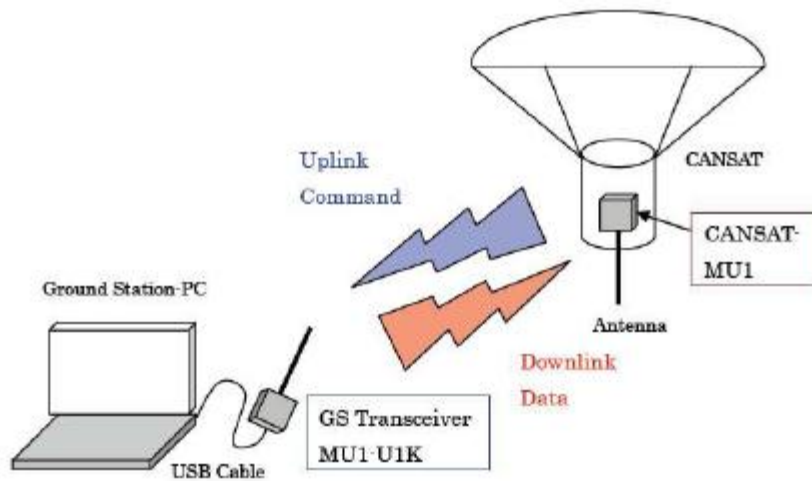 Uplink
Command
CANSAT
CANSAT-
MU1
Ground Station-PC
Antenna
Downlink
Data
GS Transceiver
MU1-U1K
USB Cable